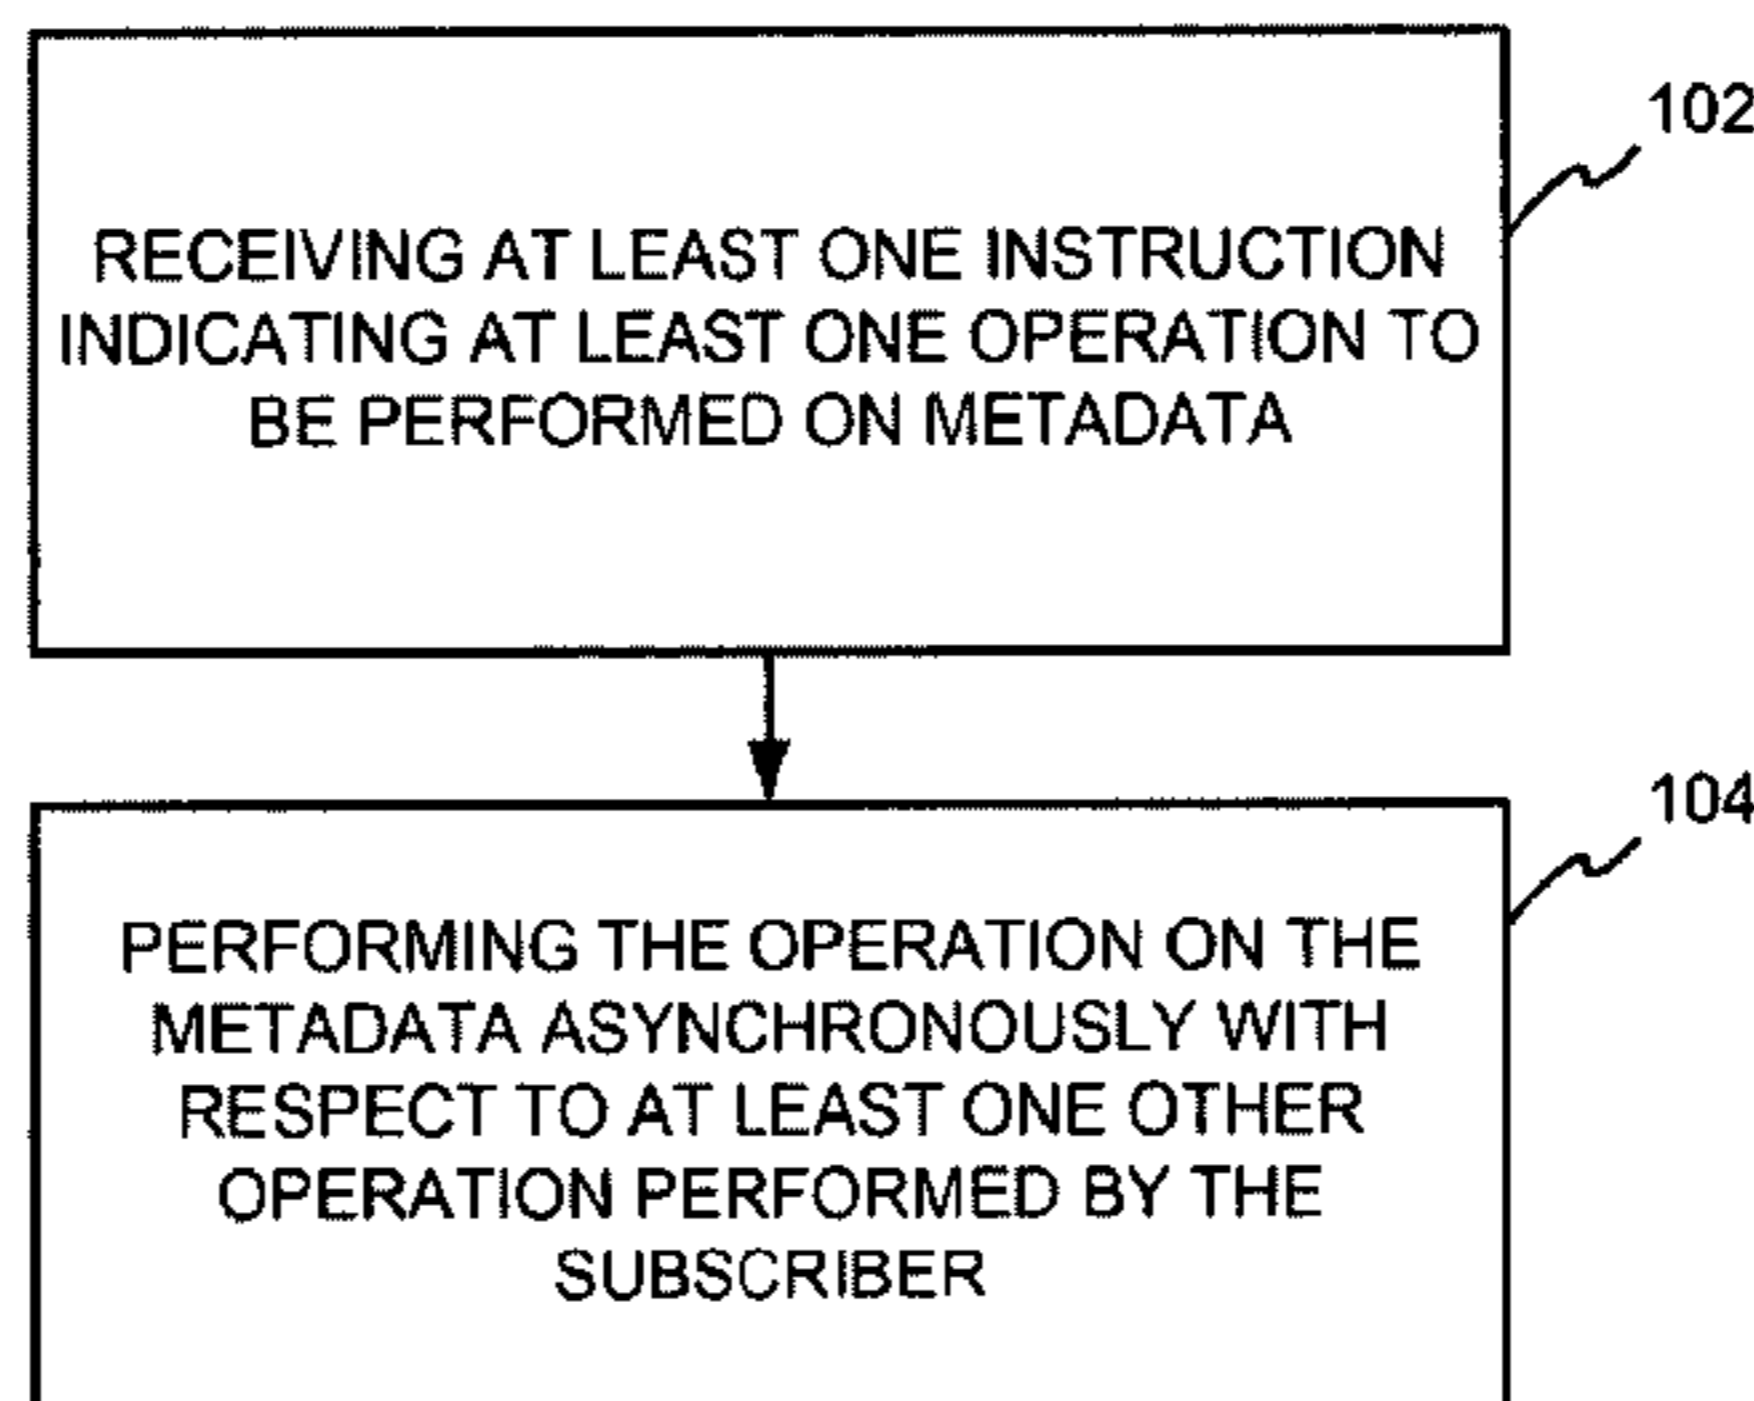 102
RECEIVING AT LEAST ONE INSTRUCTION
INDICATING AT LEAST ONE OPERATION TO
BE PERFORMED ON METADATA
104
PERFORMING THE OPERATION ON THE
METADATA ASYNCHRONOUSLY WITH
RESPECT TO AT LEAST ONE OTHER
OPERATION PERFORMED BY THE
SUBSCRIBER